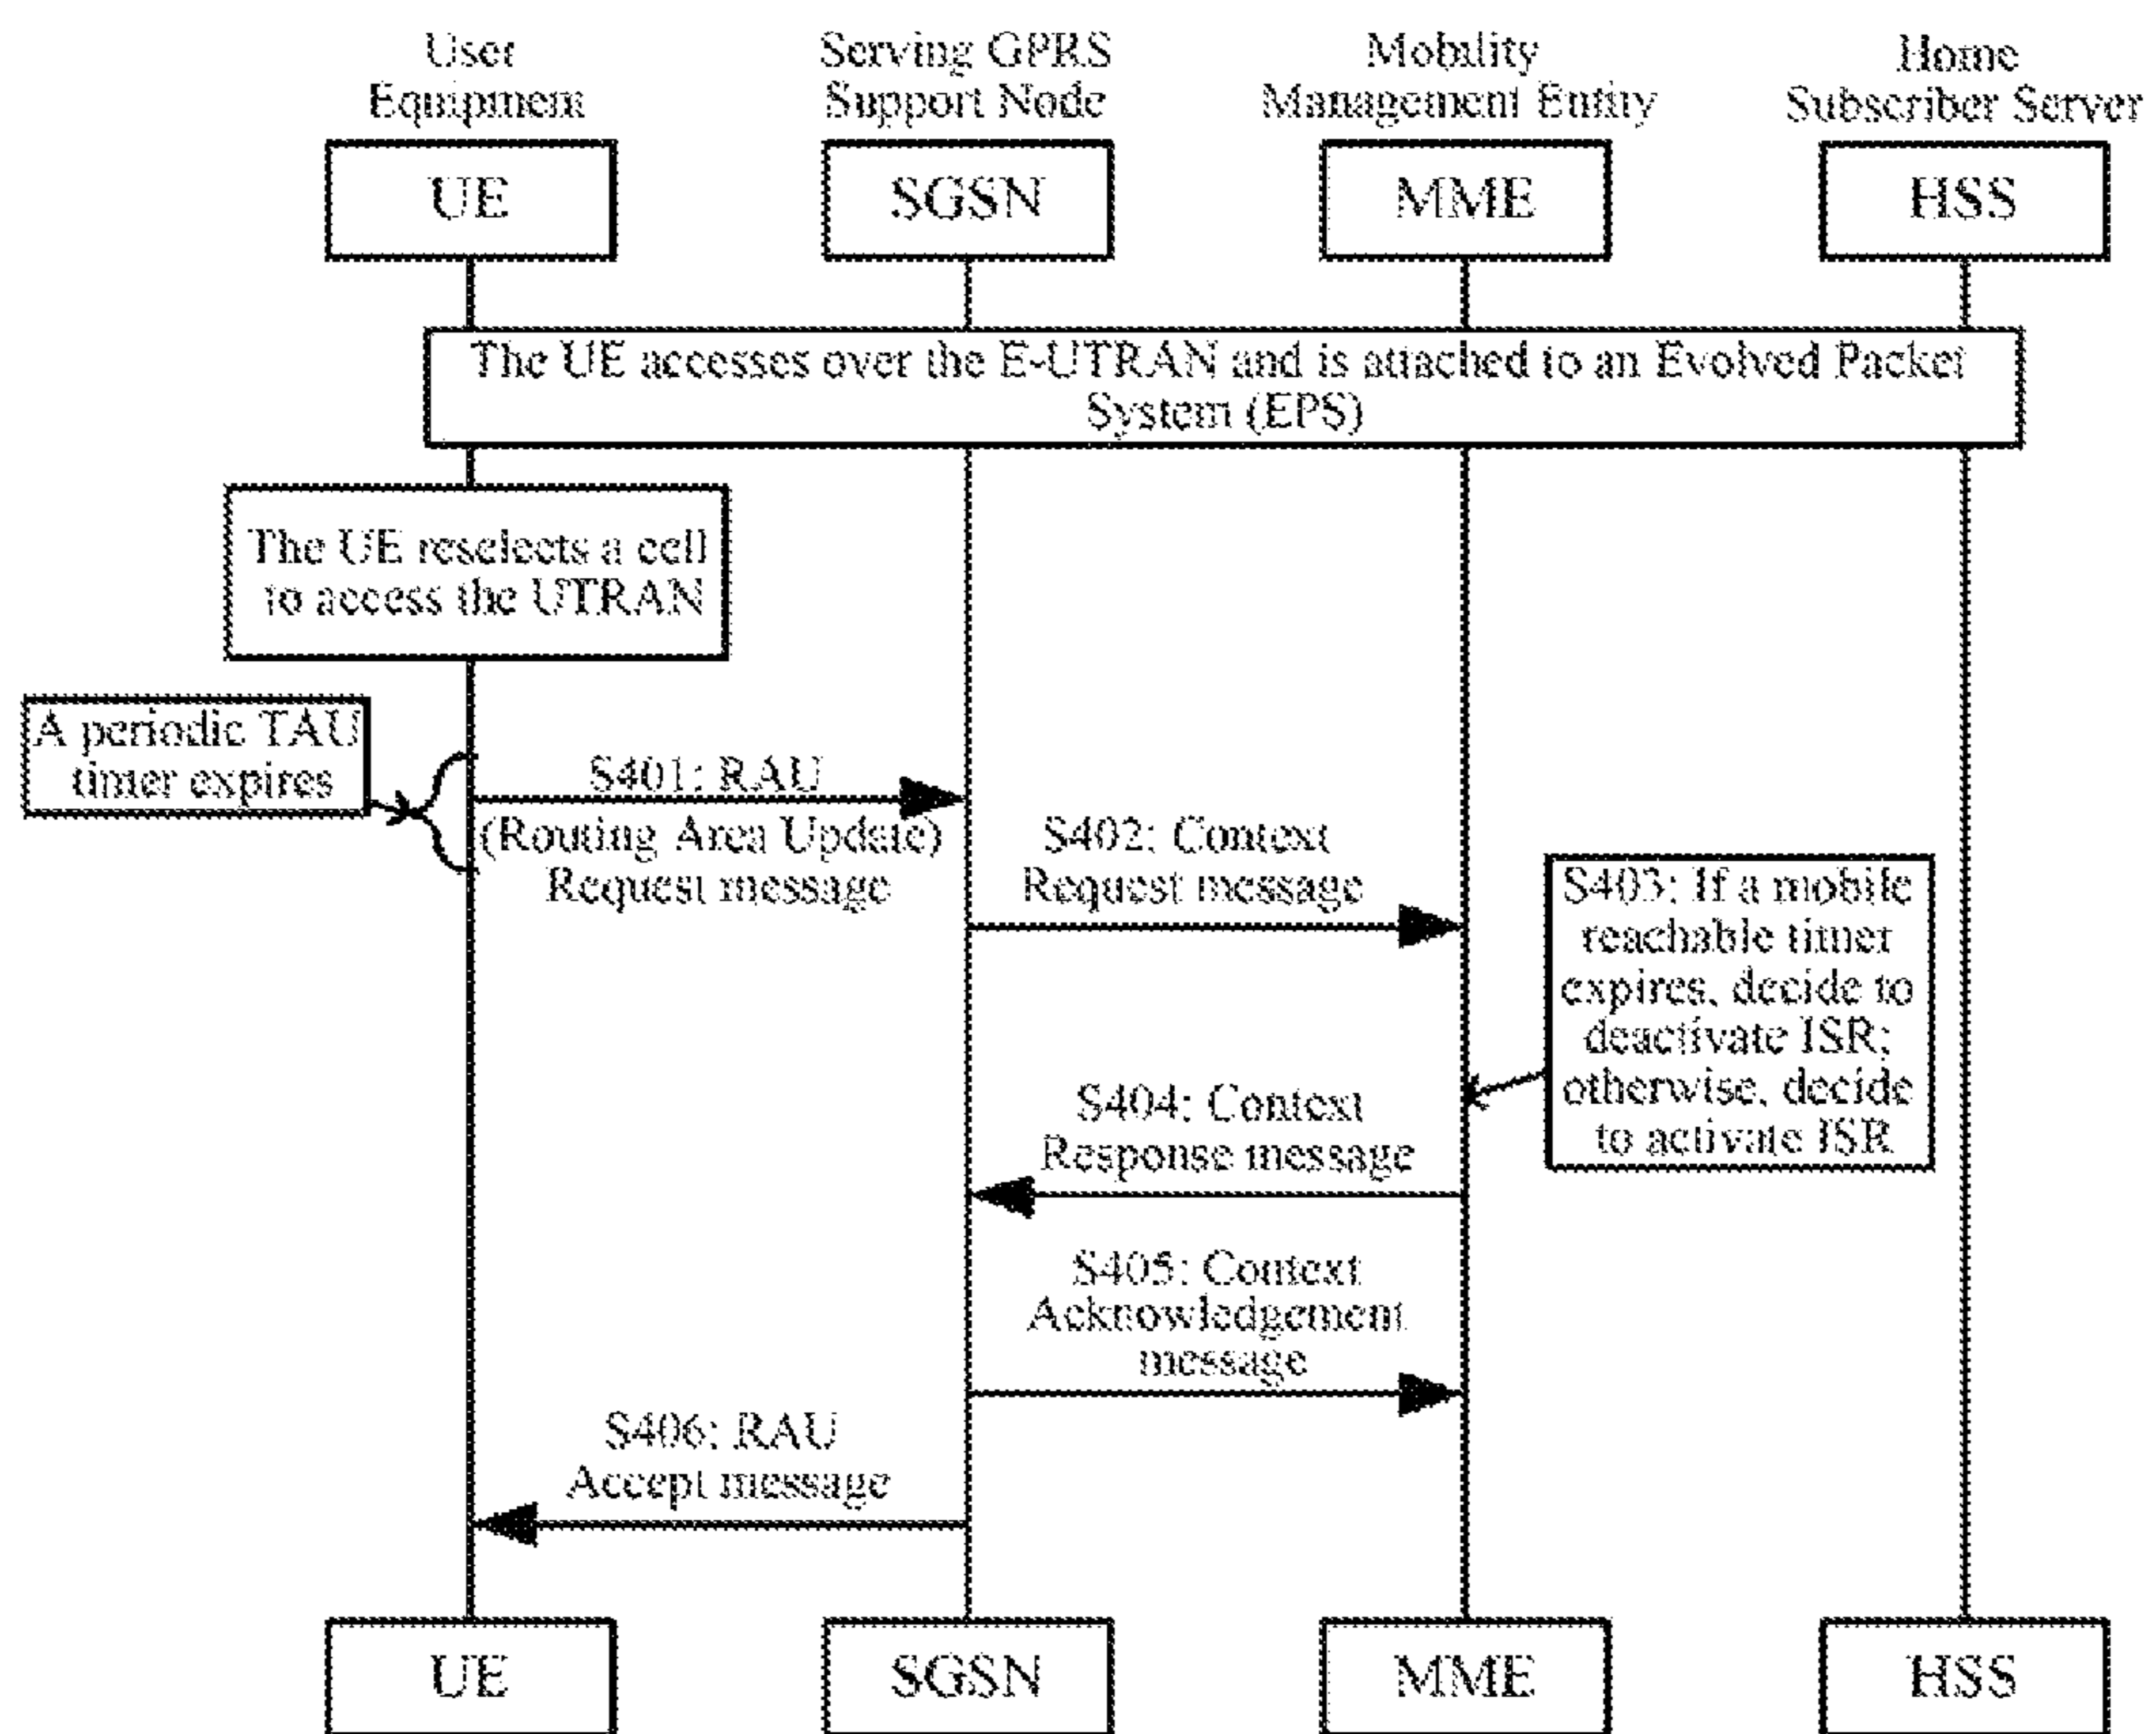 User
Equipment
Serving GPRS
Support Node
Mobility
Management Entity
Home
Subscriber Server
UE
SGSN
MME
HSS
The UE accesses over the E-UTRAN and is attached to an Evolved Packet
System (EPS)
The UE reselects a cell
to access the UTRAN
A periodic TAU
timer expires
S401: RAU
(Routing Area Update)
Request message
S402: Context
Request message
S403: If a mobile
reachable timer
expires, decide to
deactivate ISR;
otherwise, decide
to activate ISR
S404: Context
Response message
S405: Context
Acknowledgement
message
S406: RAU
Accept message
UE
SGSN
MME
HSS